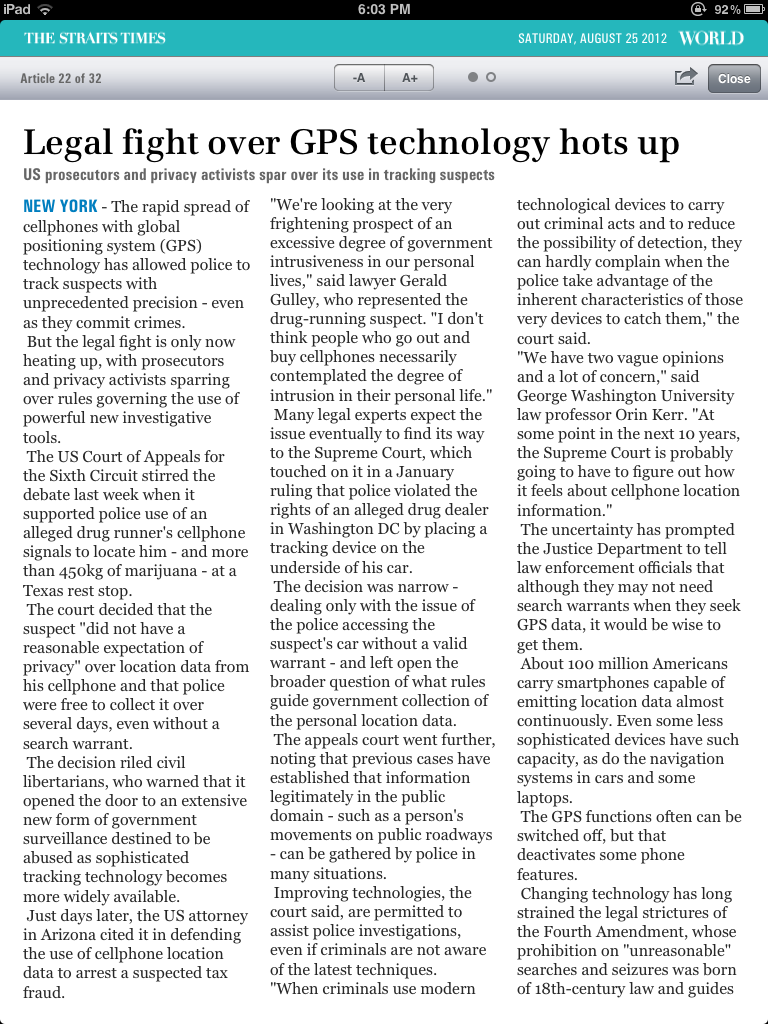 iPad
6:03 PM
92%
THE STRAITS TIMES
SATURDAY, AUGUST 25 2012 WORLD
Article 22 of 32
-A
A+
Close
Legal fight over GPS technology hots up
US prosecutors and privacy activists spar over its use in tracking suspects
NEW YORK - The rapid spread of
cellphones with global
positioning system (GPS)
technology has allowed police to
track suspects with
unprecedented precision - even
as they commit crimes.
But the legal fight is only now
heating up, with prosecutors
and privacy activists sparring
over rules governing the use of
powerful new investigative
tools.
The US Court of Appeals for
the Sixth Circuit stirred the
debate last week when it
supported police use of an
alleged drug runner's cellphone
signals to locate him - and more
than 450kg of marijuana - at a
Texas rest stop.
The court decided that the
suspect "did not have a
reasonable expectation of
privacy" over location data from
his cellphone and that police
were free to collect it over
several days, even without a
search warrant.
The decision riled civil
libertarians, who warned that it
opened the door to an extensive
new form of government
surveillance destined to be
abused as sophisticated
tracking technology becomes
more widely available.
Just days later, the US attorney
in Arizona cited it in defending
the use of cellphone location
data to arrest a suspected tax
fraud.
"We're looking at the very
frightening prospect of an
excessive degree of government
intrusiveness in our personal
lives," said lawyer Gerald
Gulley, who represented the
drug-running suspect. "I don't
think people who go out and
buy cellphones necessarily
contemplated the degree of
intrusion in their personal life."
Many legal experts expect the
issue eventually to find its way
to the Supreme Court, which
touched on it in a January
ruling that police violated the
rights of an alleged drug dealer
in Washington DC by placing a
tracking device on the
underside of his car.
The decision was narrow -
dealing only with the issue of
the police accessing the
suspect's car without a valid
warrant - and left open the
broader question of what rules
guide government collection of
the personal location data.
The appeals court went further,
noting that previous cases have
established that information
legitimately in the public
domain - such as a person's
movements on public roadways
- can be gathered by police in
many situations.
Improving technologies, the
court said, are permitted to
assist police investigations,
even if criminals are not aware
of the latest techniques.
"When criminals use modern
technological devices to carry
out criminal acts and to reduce
the possibility of detection, they
can hardly complain when the
police take advantage of the
inherent characteristics of those
very devices to catch them," the
court said.
"We have two vague opinions
and a lot of concern," said
George Washington University
law professor Orin Kerr. "At
some point in the next 10 years,
the Supreme Court is probably
going to have to figure out how
it feels about cellphone location
information."
The uncertainty has prompted
the Justice Department to tell
law enforcement officials that
although they may not need
search warrants when they seek
GPS data, it would be wise to
get them.
About 100 million Americans
carry smartphones capable of
emitting location data almost
continuously. Even some less
sophisticated devices have such
capacity, as do the navigation
systems in cars and some
laptops.
The GPS functions often can be
switched off, but that
deactivates some phone
features.
Changing technology has long
strained the legal strictures of
the Fourth Amendment, whose
prohibition on "unreasonable"
searches and seizures was born
of 18th-century law and guides